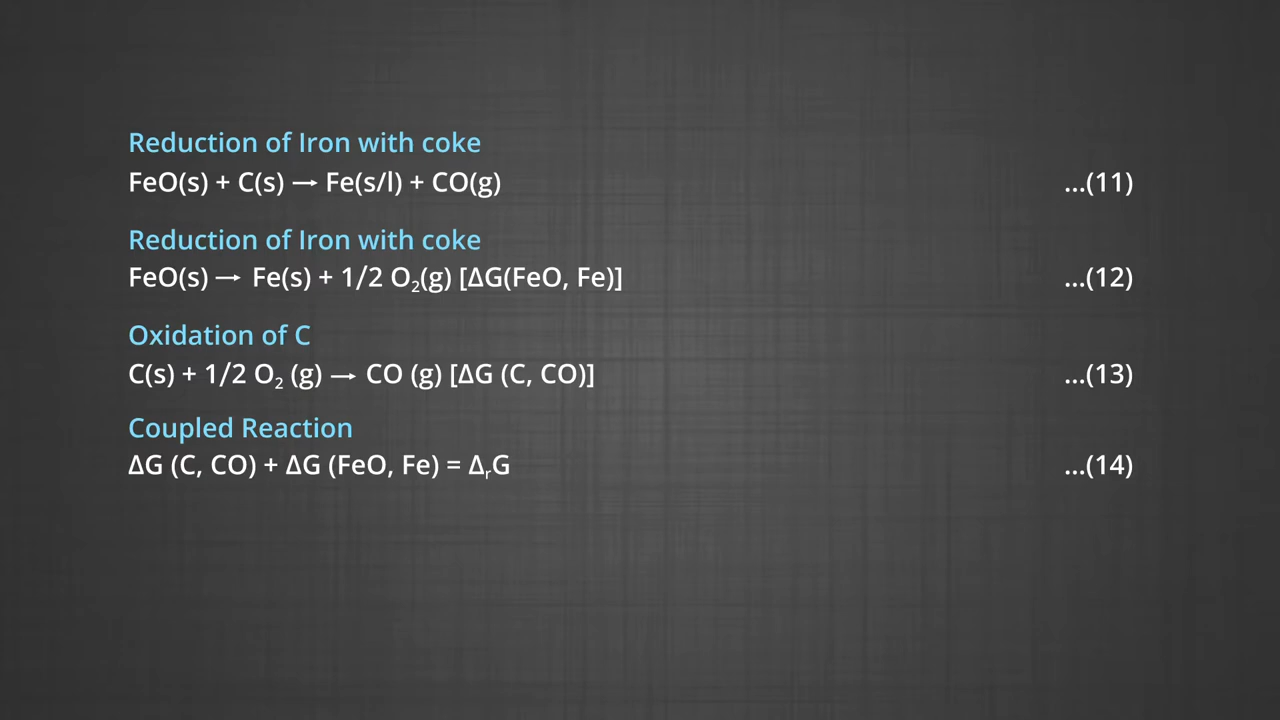 Reduction of Iron with coke
FeO(s) + C(s) → Fe(s/l) + CO(g) ...(11)
Reduction of Iron with coke
FeO(s) → Fe(s) + 1/2 O₂(g) [ΔG(FeO, Fe)] ...(12)
Oxidation of C
C(s) + 1/2 O₂ (g) → CO (g) [ΔG (C, CO)] ...(13)
Coupled Reaction
ΔG (C, CO) + ΔG (FeO, Fe) = ΔᵣG ...(14)